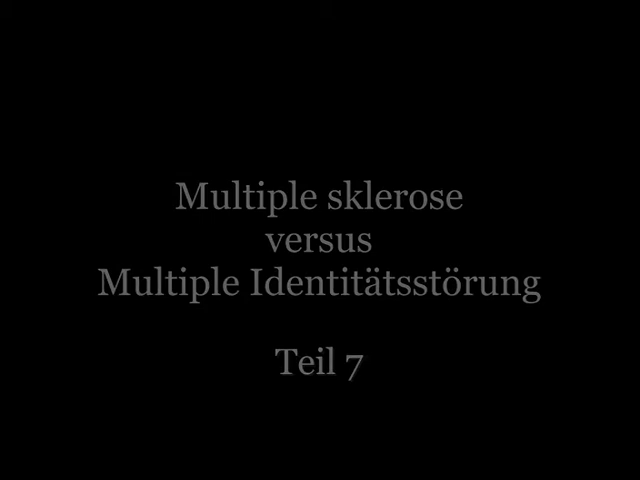 Multiple sklerose
versus
Multiple Identitätsstörung
Teil 7